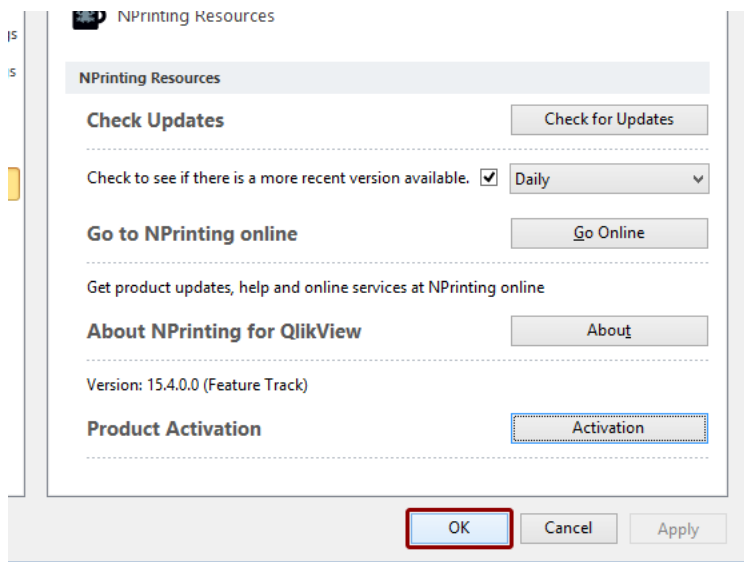 NPrinting Resources
gs
s
NPrinting Resources
Check Updates
Check for Updates
Check to see if there is a more recent version available.
Daily
Go to NPrinting online
Go Online
Get product updates, help and online services at NPrinting online
About NPrinting for QlikView
About
Version: 15.4.0.0 (Feature Track)
Product Activation
Activation
OK
Cancel
Apply